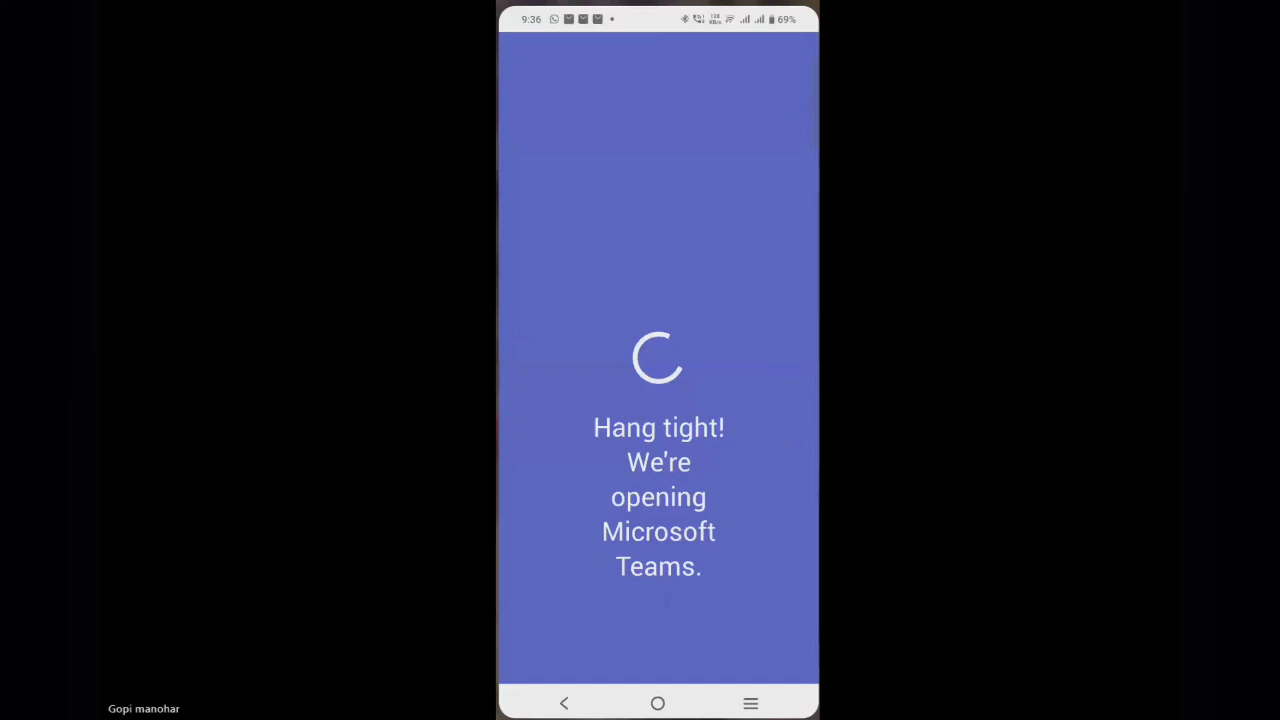 9:36
69%
Hang tight!
We're
opening
Microsoft
Teams.
Gopi manohar